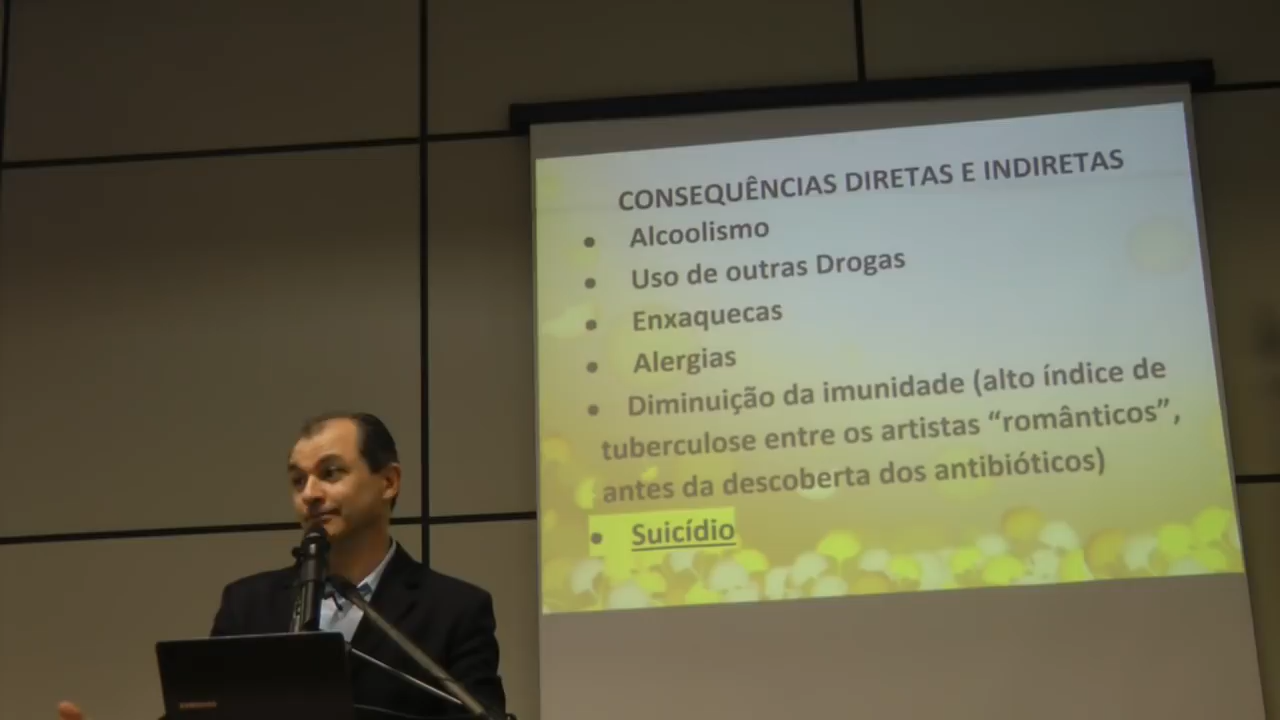 CONSEQUÊNCIAS DIRETAS E INDIRETAS
• Alcoolismo
• Uso de outras Drogas
• Enxaquecas
• Alergias
• Diminuição da imunidade (alto índice de
tuberculose entre os artistas “românticos”,
antes da descoberta dos antibióticos)
• Suicídio
SAMSUNG